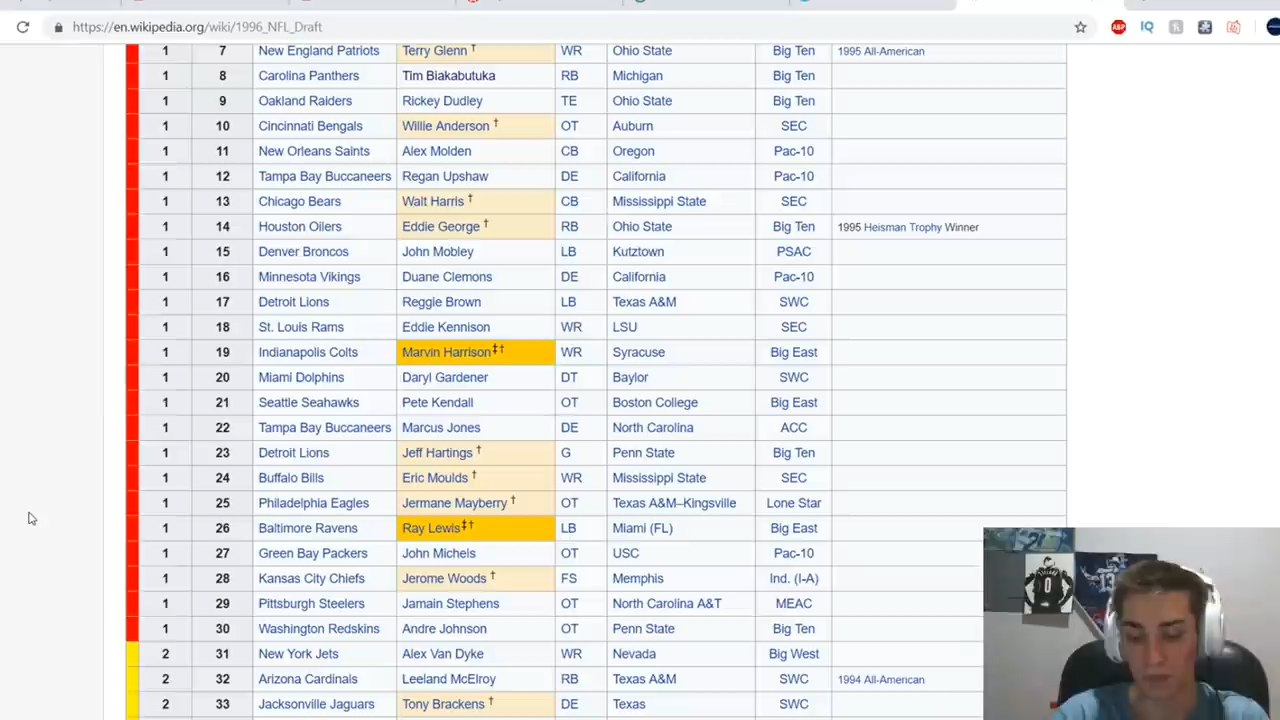 https://en.wikipedia.org/wiki/1996_NFL_Draft
ABP IQ
1 7 New England Patriots Terry Glenn † WR Ohio State Big Ten 1995 All-American
1 8 Carolina Panthers Tim Biakabutuka RB Michigan Big Ten
1 9 Oakland Raiders Rickey Dudley TE Ohio State Big Ten
1 10 Cincinnati Bengals Willie Anderson † OT Auburn SEC
1 11 New Orleans Saints Alex Molden CB Oregon Pac-10
1 12 Tampa Bay Buccaneers Regan Upshaw DE California Pac-10
1 13 Chicago Bears Walt Harris † CB Mississippi State SEC
1 14 Houston Oilers Eddie George † RB Ohio State Big Ten 1995 Heisman Trophy Winner
1 15 Denver Broncos John Mobley LB Kutztown PSAC
1 16 Minnesota Vikings Duane Clemons DE California Pac-10
1 17 Detroit Lions Reggie Brown LB Texas A&M SWC
1 18 St. Louis Rams Eddie Kennison WR LSU SEC
1 19 Indianapolis Colts Marvin Harrison‡† WR Syracuse Big East
1 20 Miami Dolphins Daryl Gardener DT Baylor SWC
1 21 Seattle Seahawks Pete Kendall OT Boston College Big East
1 22 Tampa Bay Buccaneers Marcus Jones DE North Carolina ACC
1 23 Detroit Lions Jeff Hartings † G Penn State Big Ten
1 24 Buffalo Bills Eric Moulds † WR Mississippi State SEC
1 25 Philadelphia Eagles Jermane Mayberry † OT Texas A&M–Kingsville Lone Star
1 26 Baltimore Ravens Ray Lewis‡† LB Miami (FL) Big East
1 27 Green Bay Packers John Michels OT USC Pac-10
1 28 Kansas City Chiefs Jerome Woods † FS Memphis Ind. (I-A)
1 29 Pittsburgh Steelers Jamain Stephens OT North Carolina A&T MEAC
1 30 Washington Redskins Andre Johnson OT Penn State Big Ten
2 31 New York Jets Alex Van Dyke WR Nevada Big West
2 32 Arizona Cardinals Leeland McElroy RB Texas A&M SWC 1994 All-American
2 33 Jacksonville Jaguars Tony Brackens † DE Texas SWC
0
13